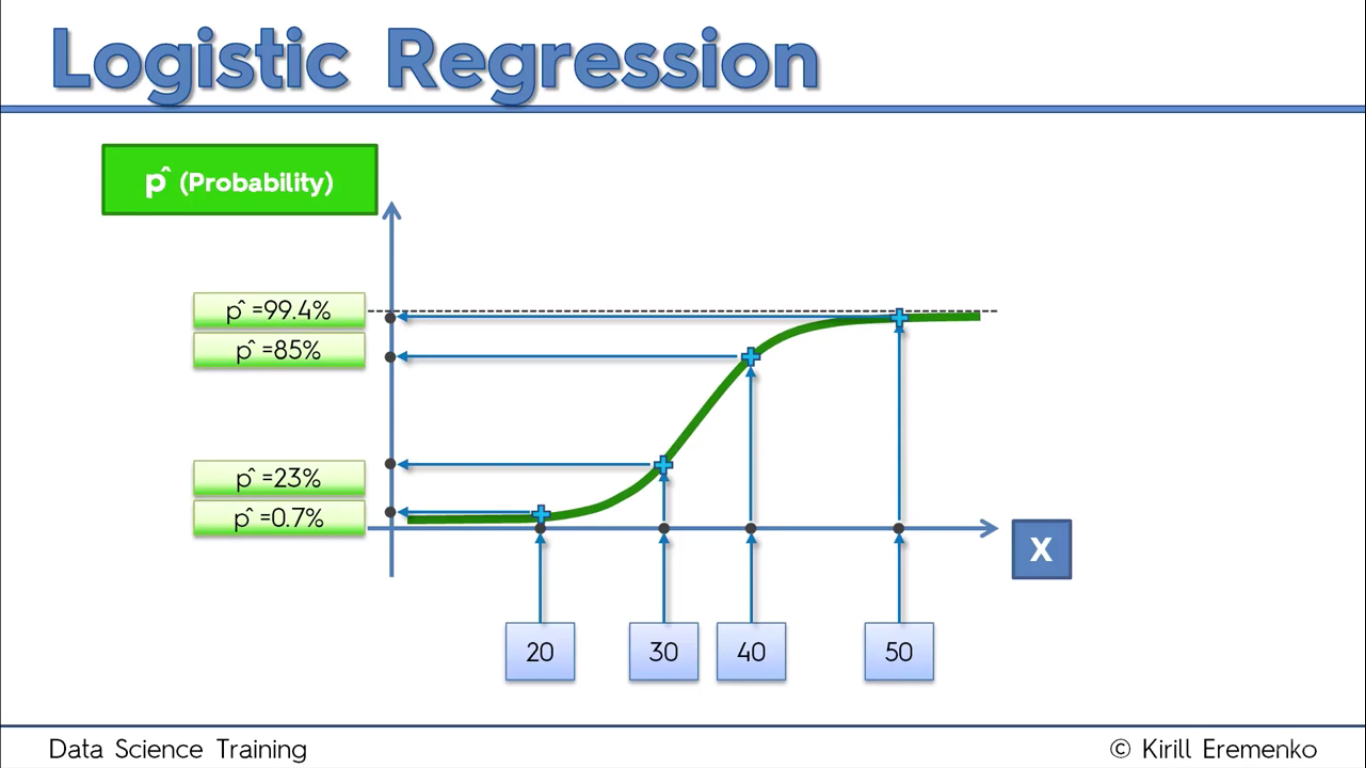 Logistic Regression
p̂ (Probability)
p̂ =99.4%
p̂ =85%
p̂ =23%
p̂ =0.7%
X
20 30 40 50
Data Science Training © Kirill Eremenko